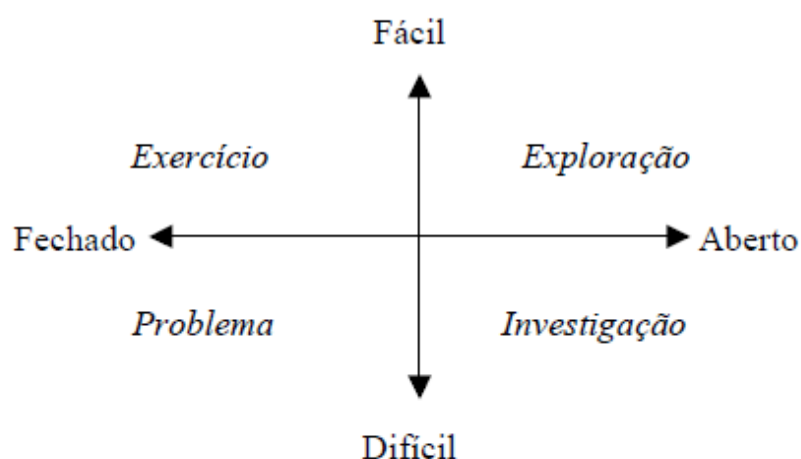 Fácil
Exercício Exploração
Fechado Aberto
Problema Investigação
Difícil